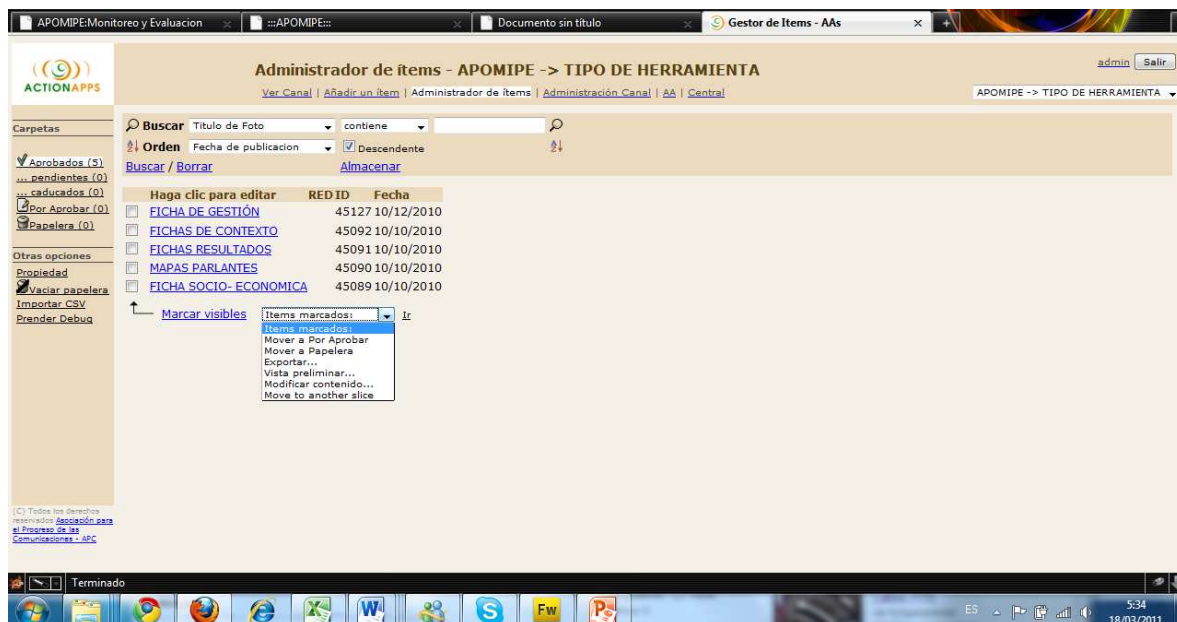 APOMIPE:Monitoreo y Evaluacion
:::APOMIPE:::
Documento sin título
Gestor de Items - AAs
ACTIONAPPS
Administrador de ítems - APOMIPE -> TIPO DE HERRAMIENTA
admin Salir
Ver Canal | Añadir un ítem | Administrador de ítems | Administración Canal | AA | Central
APOMIPE -> TIPO DE HERRAMIENTA
Carpetas
Aprobados (5)
... pendientes (0)
... caducados (0)
Por Aprobar (0)
Papelera (0)
Otras opciones
Propiedad
Vaciar papelera
Importar CSV
Prender Debug
Buscar Titulo de Foto contiene
Orden Fecha de publicacion Descendente
Buscar / Borrar Almacenar
Haga clic para editar RED ID Fecha
FICHA DE GESTIÓN 45127 10/12/2010
FICHAS DE CONTEXTO 45092 10/10/2010
FICHAS RESULTADOS 45091 10/10/2010
MAPAS PARLANTES 45090 10/10/2010
FICHA SOCIO- ECONOMICA 45089 10/10/2010
Marcar visibles Items marcados: Ir
Items marcados:
Mover a Por Aprobar
Mover a Papelera
Exportar...
Vista preliminar...
Modificar contenido...
Move to another slice
(C) Todos los derechos
reservados Asociación para
el Progreso de las
Comunicaciones - APC
Terminado
Fw
ES
5:34
18/03/2011